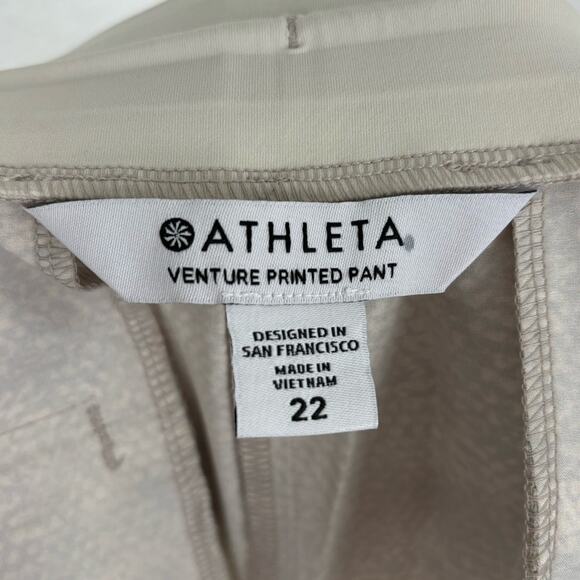 ATHLETA
VENTURE PRINTED PANT
DESIGNED IN
SAN FRANCISCO
MADE IN
VIETNAM
22